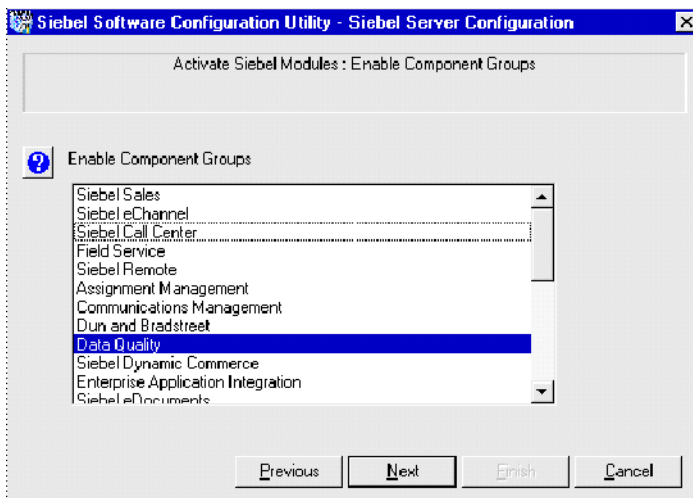 Siebel Software Configuration Utility - Siebel Server Configuration
Activate Siebel Modules : Enable Component Groups
Enable Component Groups
Siebel Sales
Siebel eChannel
Siebel Call Center
Field Service
Siebel Remote
Assignment Management
Communications Management
Dun and Bradstreet
Data Quality
Siebel Dynamic Commerce
Enterprise Application Integration
Siebel eDocuments
Previous Next Finish Cancel